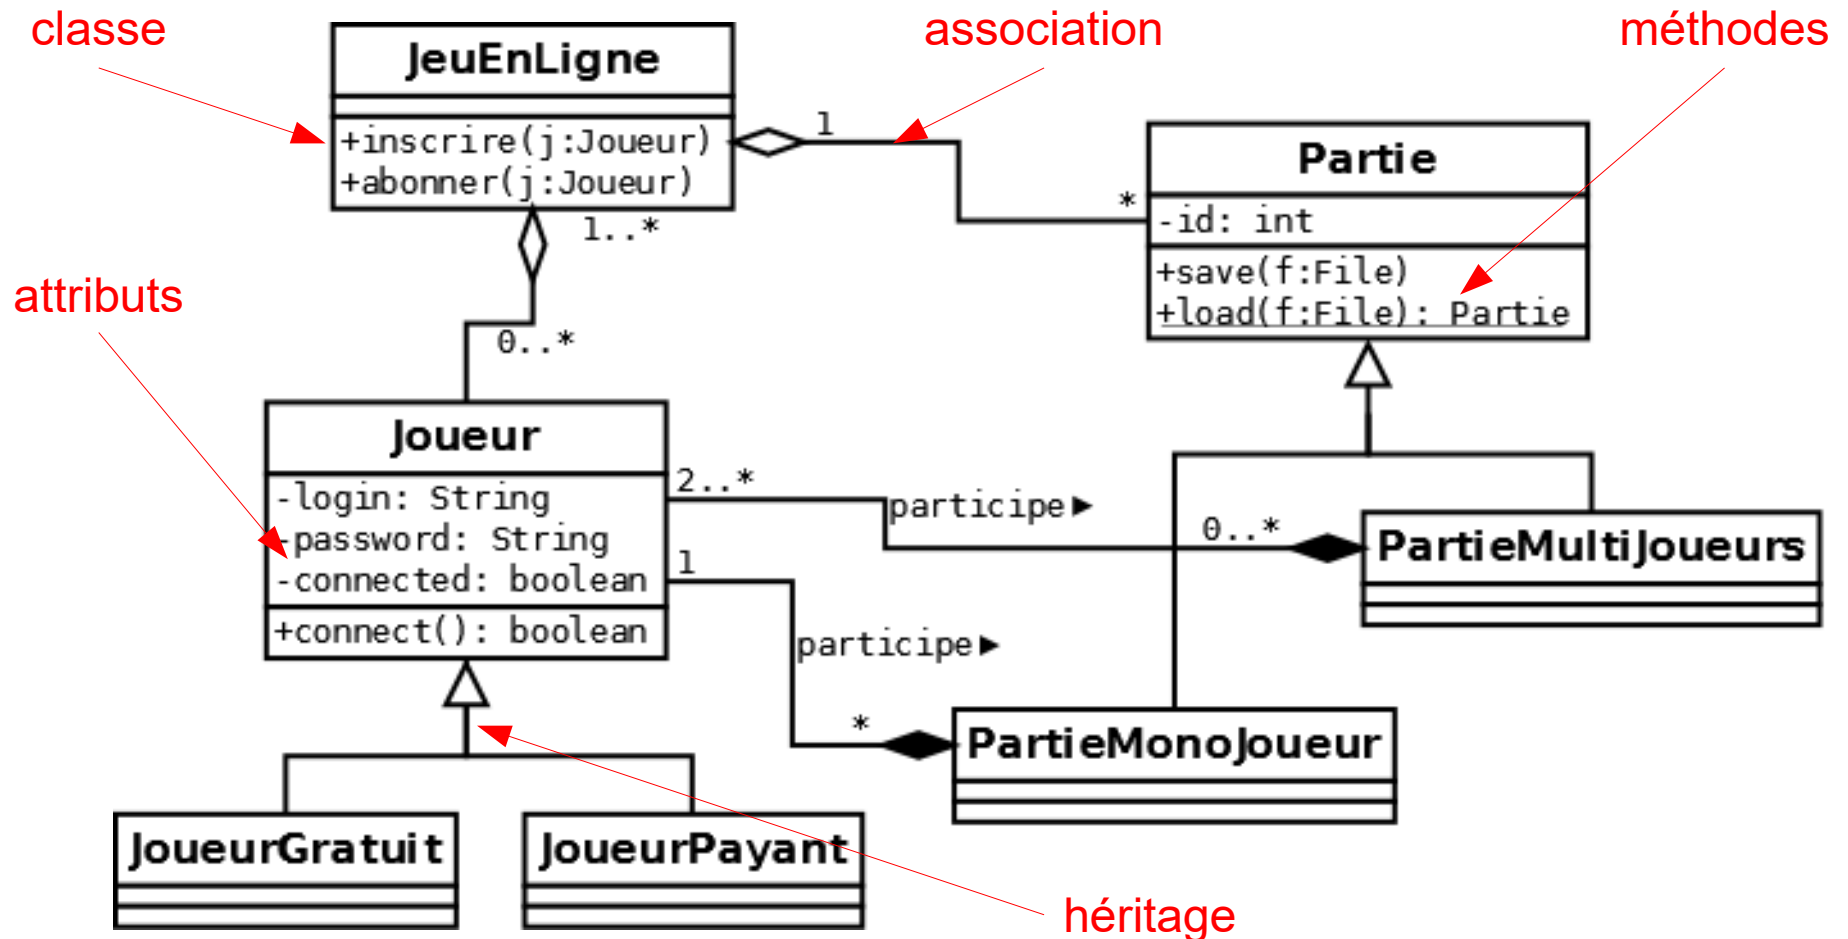 classe
association
méthodes
JeuEnLigne
+inscrire(j:Joueur)
+abonner(j:Joueur)
1
*
1..*
0..*
Partie
-id: int
+save(f:File)
+load(f:File): Partie
attributs
Joueur
-login: String
-password: String
-connected: boolean
+connect(): boolean
2..*
participe►
0..*
PartieMultiJoueurs
1
participe►
*
PartieMonoJoueur
JoueurGratuit
JoueurPayant
héritage